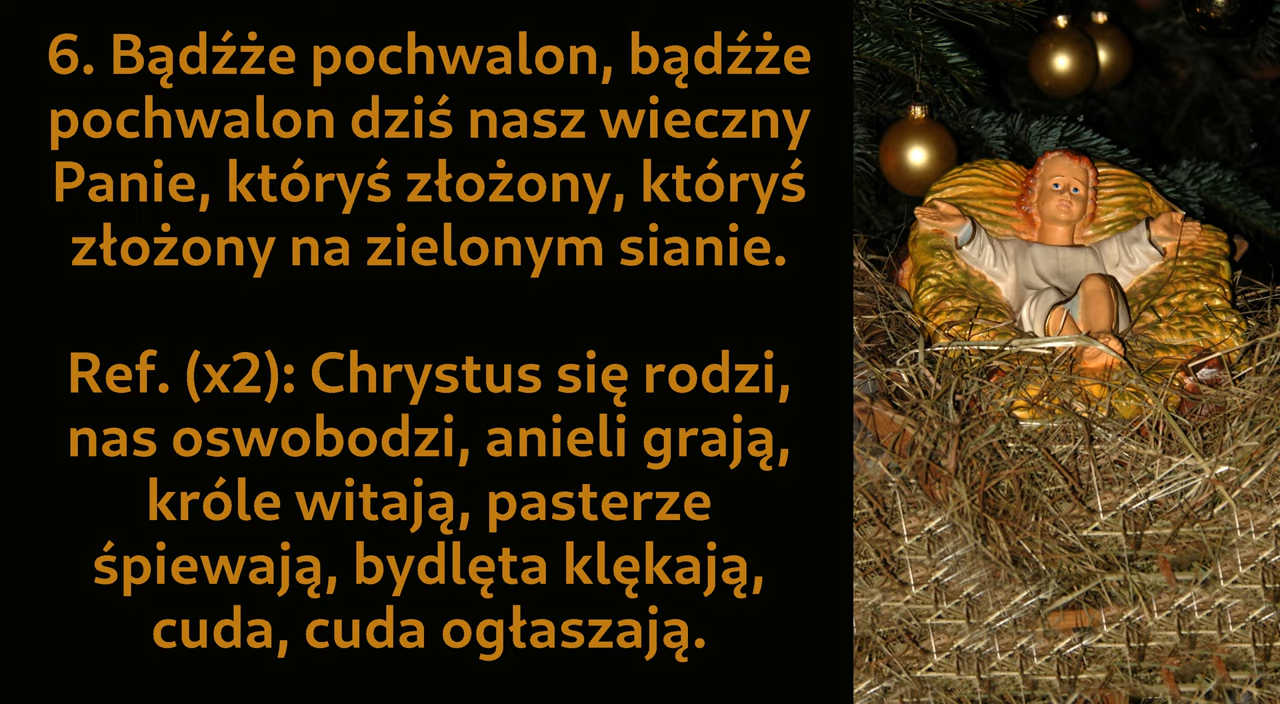 6. Bądźże pochwalon, bądźże
pochwalon dziś nasz wieczny
Panie, któryś złożony, któryś
złożony na zielonym sianie.
Ref. (x2): Chrystus się rodzi,
nas oswobodzi, anieli grają,
króle witają, pasterze
śpiewają, bydlęta klękają,
cuda, cuda ogłaszają.